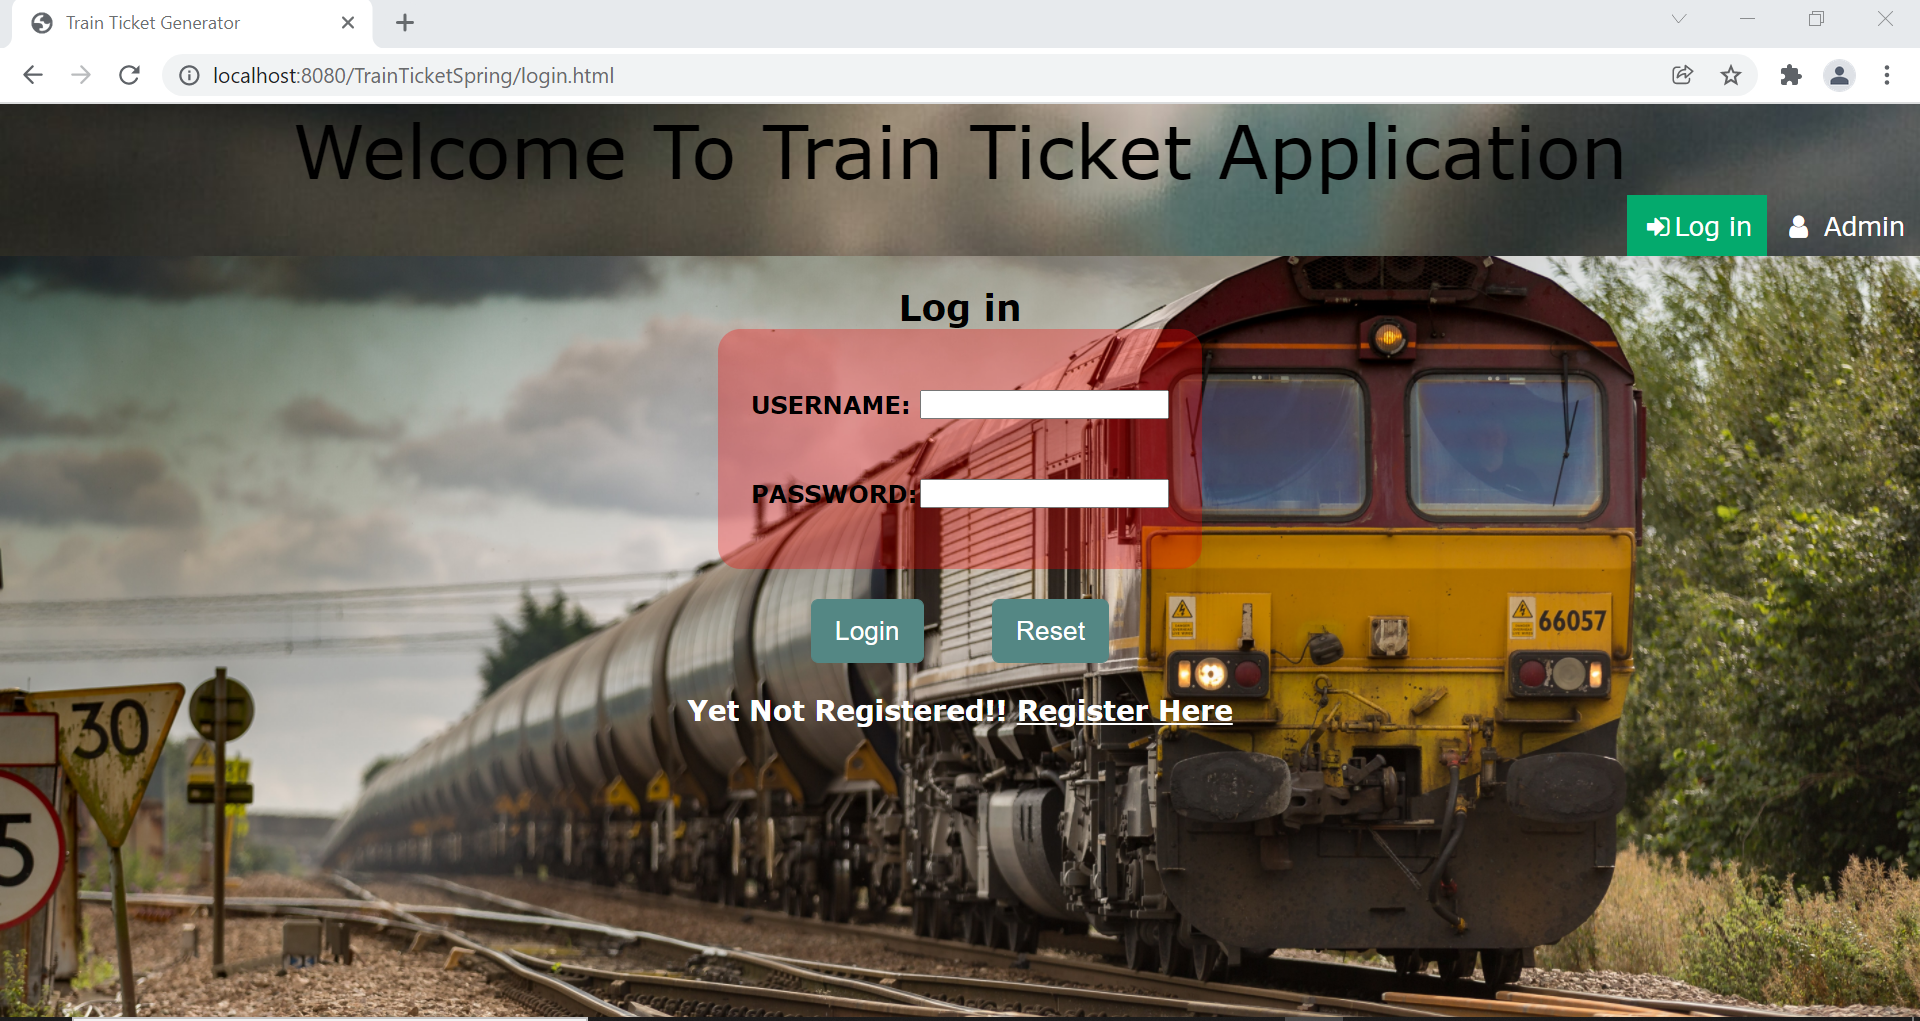 Train Ticket Generator
localhost:8080/TrainTicketSpring/login.html
Welcome To Train Ticket Application
Log in
Admin
Log in
USERNAME:
PASSWORD:
Login
Reset
Yet Not Registered!! Register Here
66057
30
5